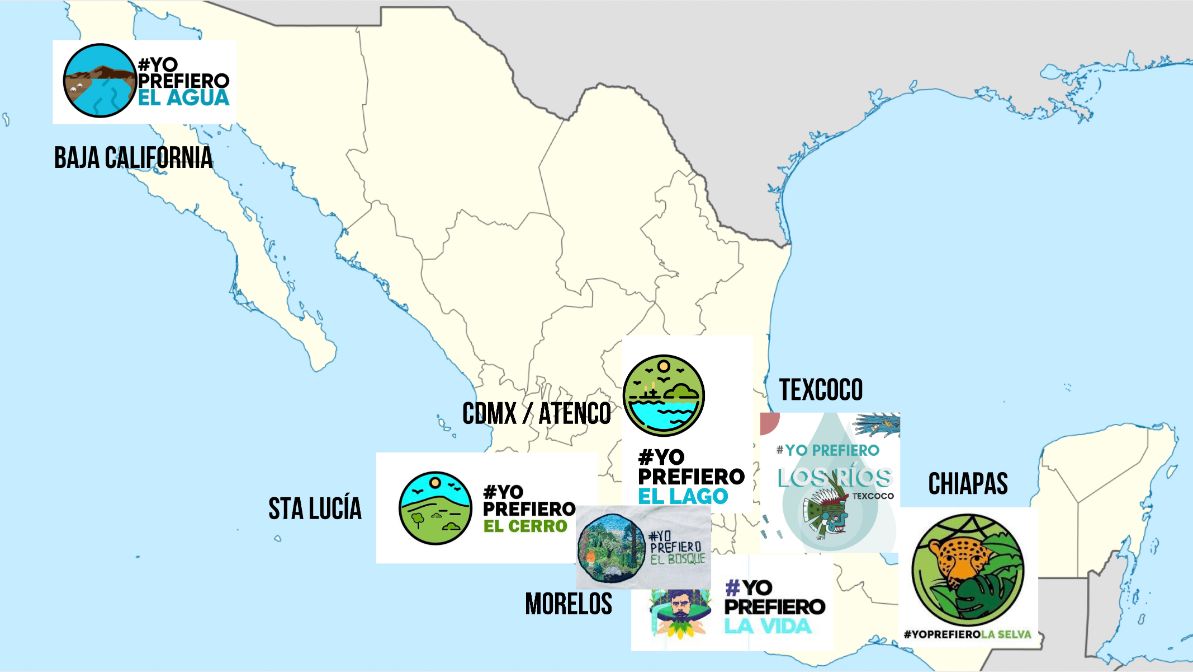 #YO
PREFIERO
EL AGUA
BAJA CALIFORNIA
TEXCOCO
CDMX / ATENCO
#YO PREFIERO
LOS RÍOS
TEXCOCO
#YO
PREFIERO
EL LAGO
CHIAPAS
STA LUCÍA
#YO
PREFIERO
EL CERRO
#YO
PREFIERO
EL BOSQUE
MORELOS
#YO
PREFIERO
LA VIDA
#YOPREFIEROLA SELVA